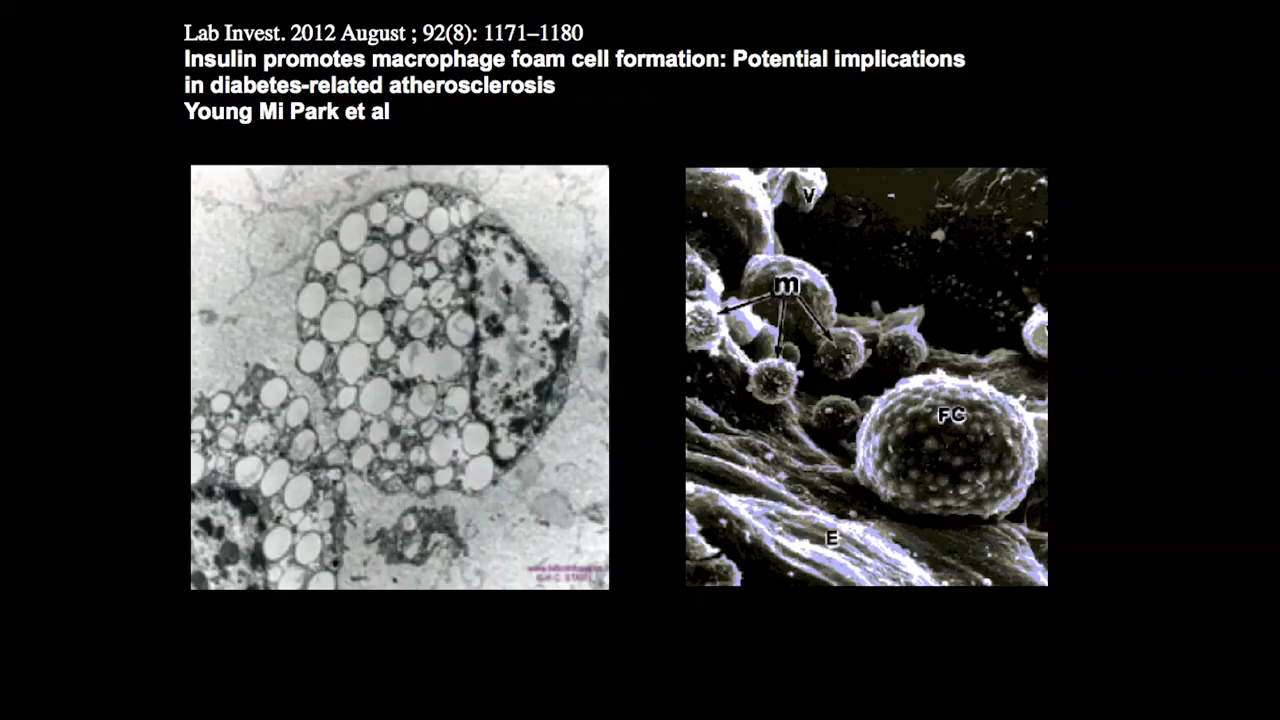 Lab Invest. 2012 August ; 92(8): 1171–1180
Insulin promotes macrophage foam cell formation: Potential implications
in diabetes-related atherosclerosis
Young Mi Park et al
V
m
FC
E